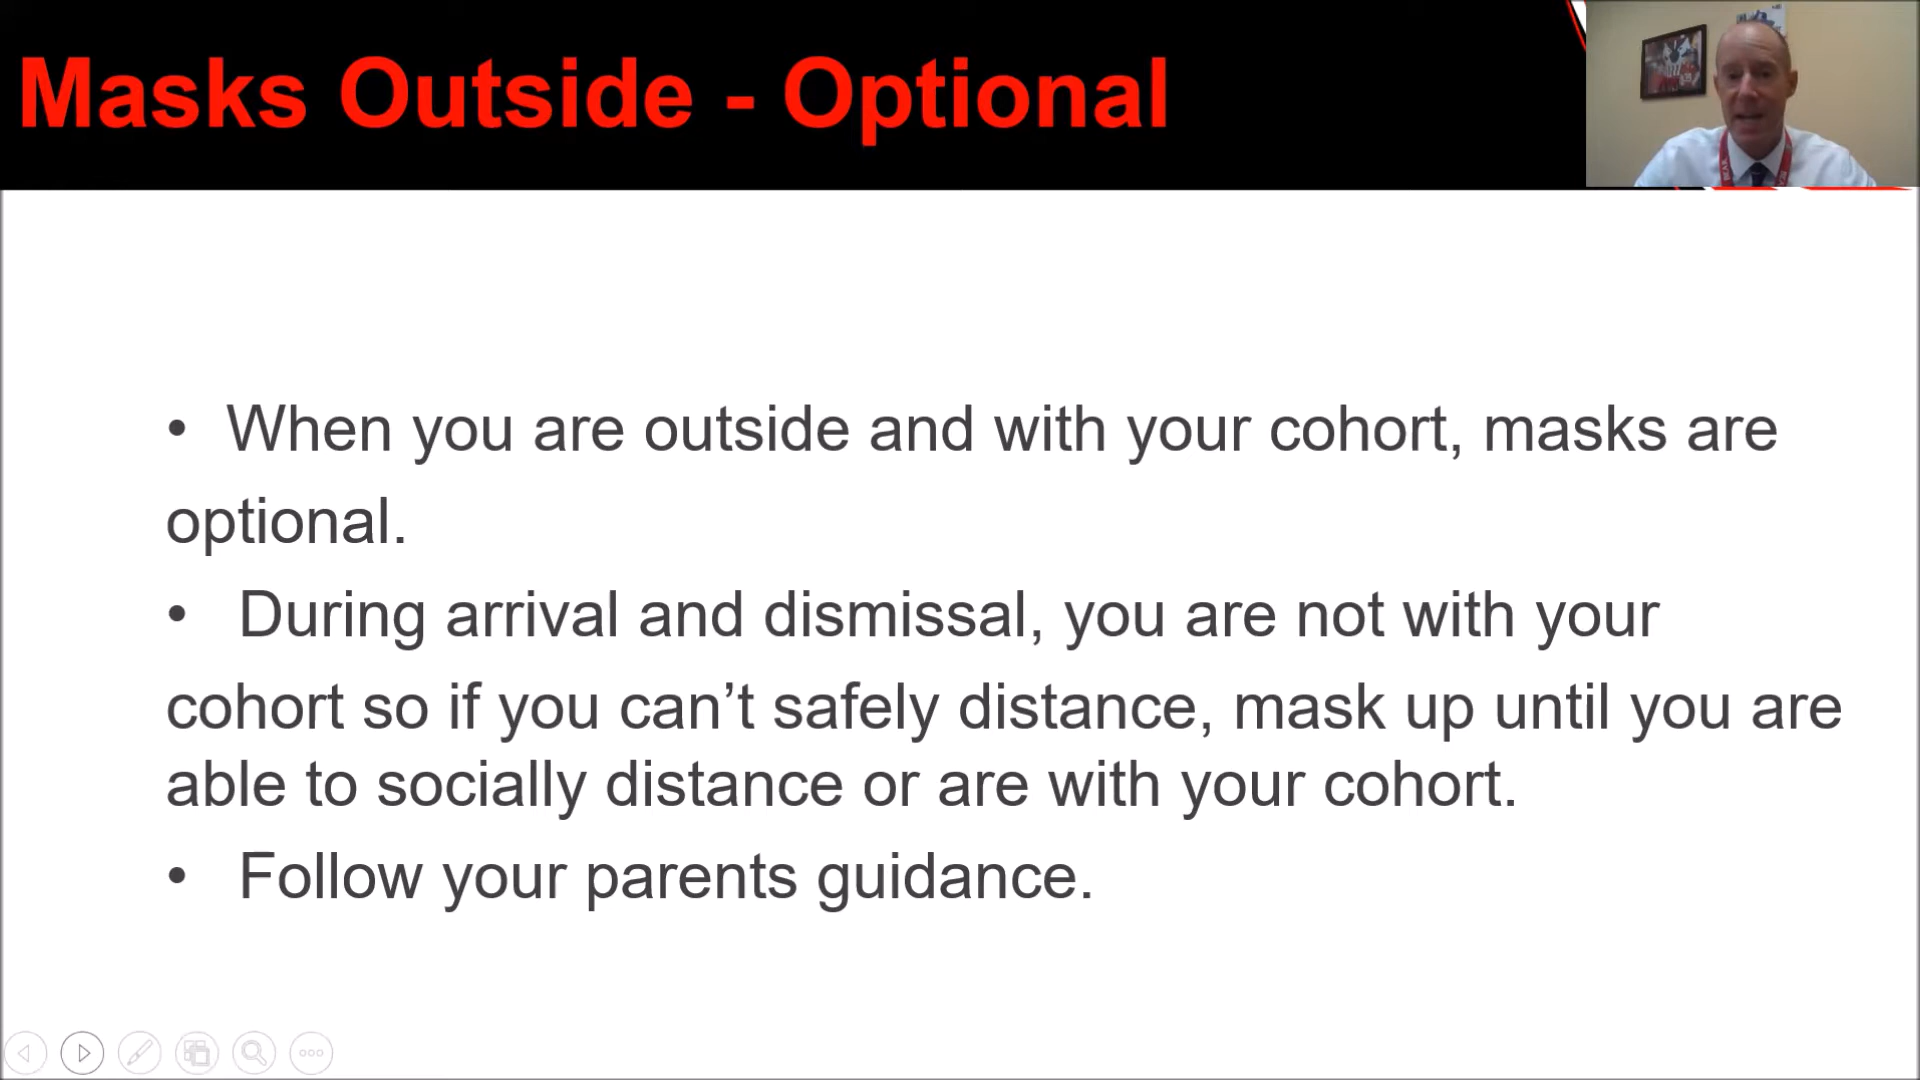 Masks Outside - Optional
• When you are outside and with your cohort, masks are
optional.
• During arrival and dismissal, you are not with your
cohort so if you can’t safely distance, mask up until you are
able to socially distance or are with your cohort.
• Follow your parents guidance.